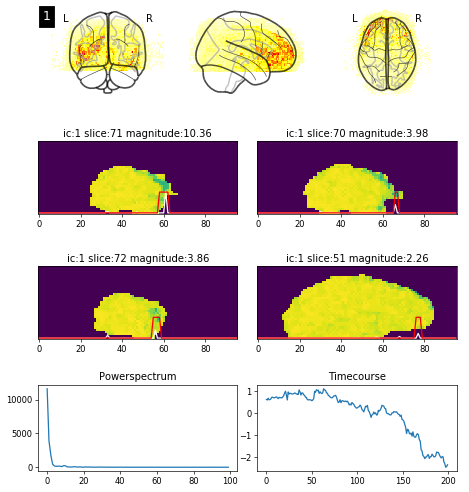 1
L R L R
ic:1 slice:71 magnitude:10.36
ic:1 slice:70 magnitude:3.98
0 20 40 60 80
0 20 40 60 80
ic:1 slice:72 magnitude:3.86
ic:1 slice:51 magnitude:2.26
0 20 40 60 80
0 20 40 60 80
Powerspectrum
10000
5000
0
0 20 40 60 80 100
Timecourse
1
0
−1
−2
0 50 100 150 200